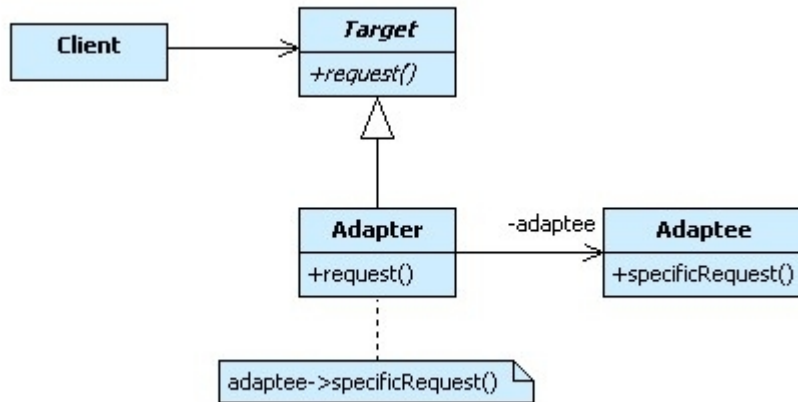 Client
Target
+request()
Adapter
+request()
-adaptee
Adaptee
+specificRequest()
adaptee->specificRequest()